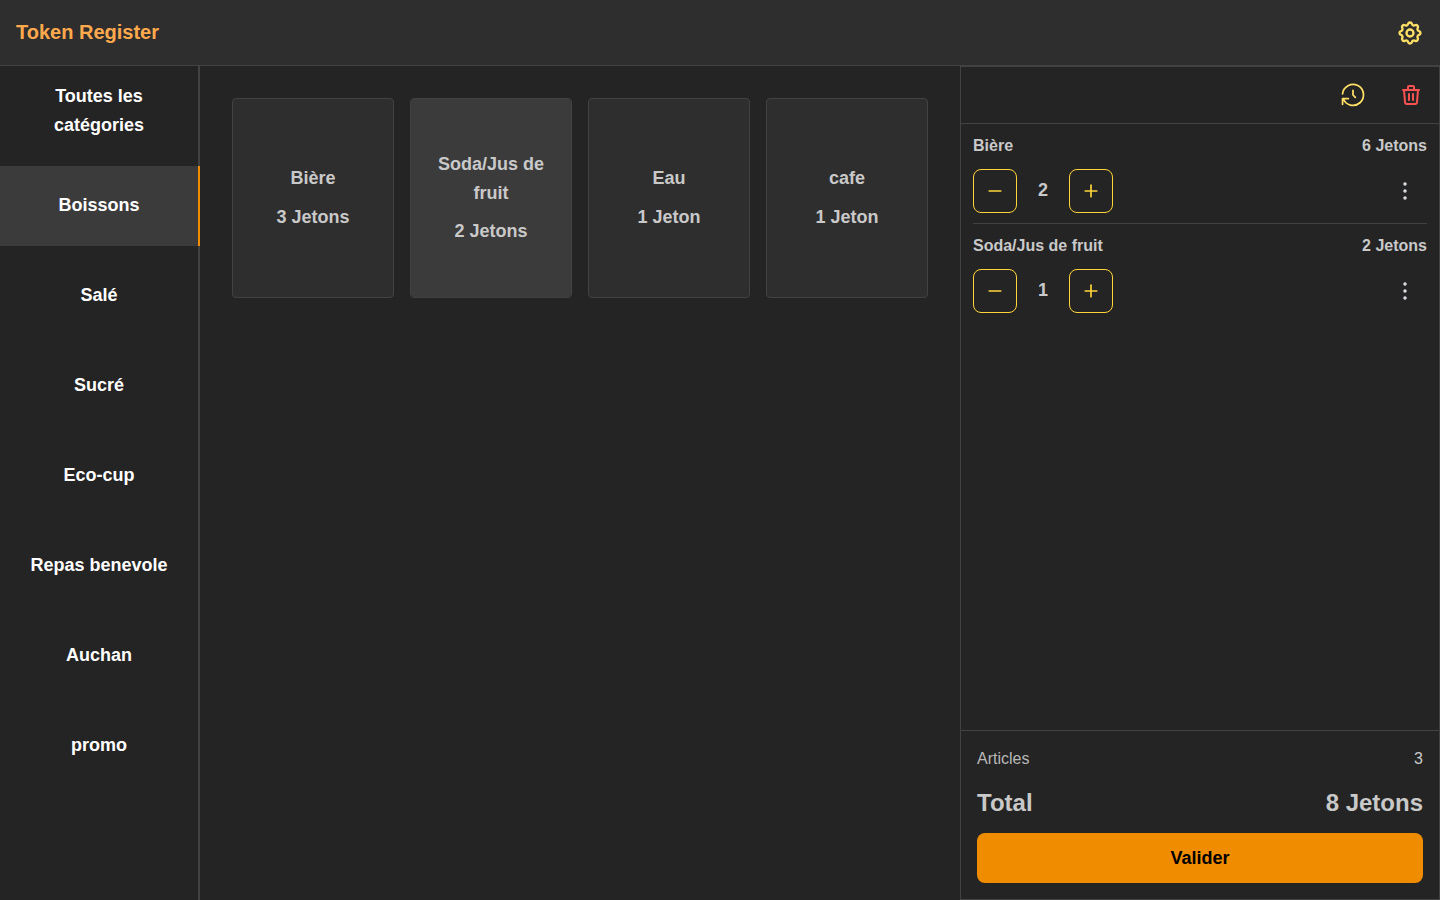 Token Register
Toutes les
catégories
Boissons
Salé
Sucré
Eco-cup
Repas benevole
Auchan
promo
Bière
3 Jetons
Soda/Jus de
fruit
2 Jetons
Eau
1 Jeton
cafe
1 Jeton
Bière 6 Jetons
2
Soda/Jus de fruit 2 Jetons
1
Articles 3
Total 8 Jetons
Valider